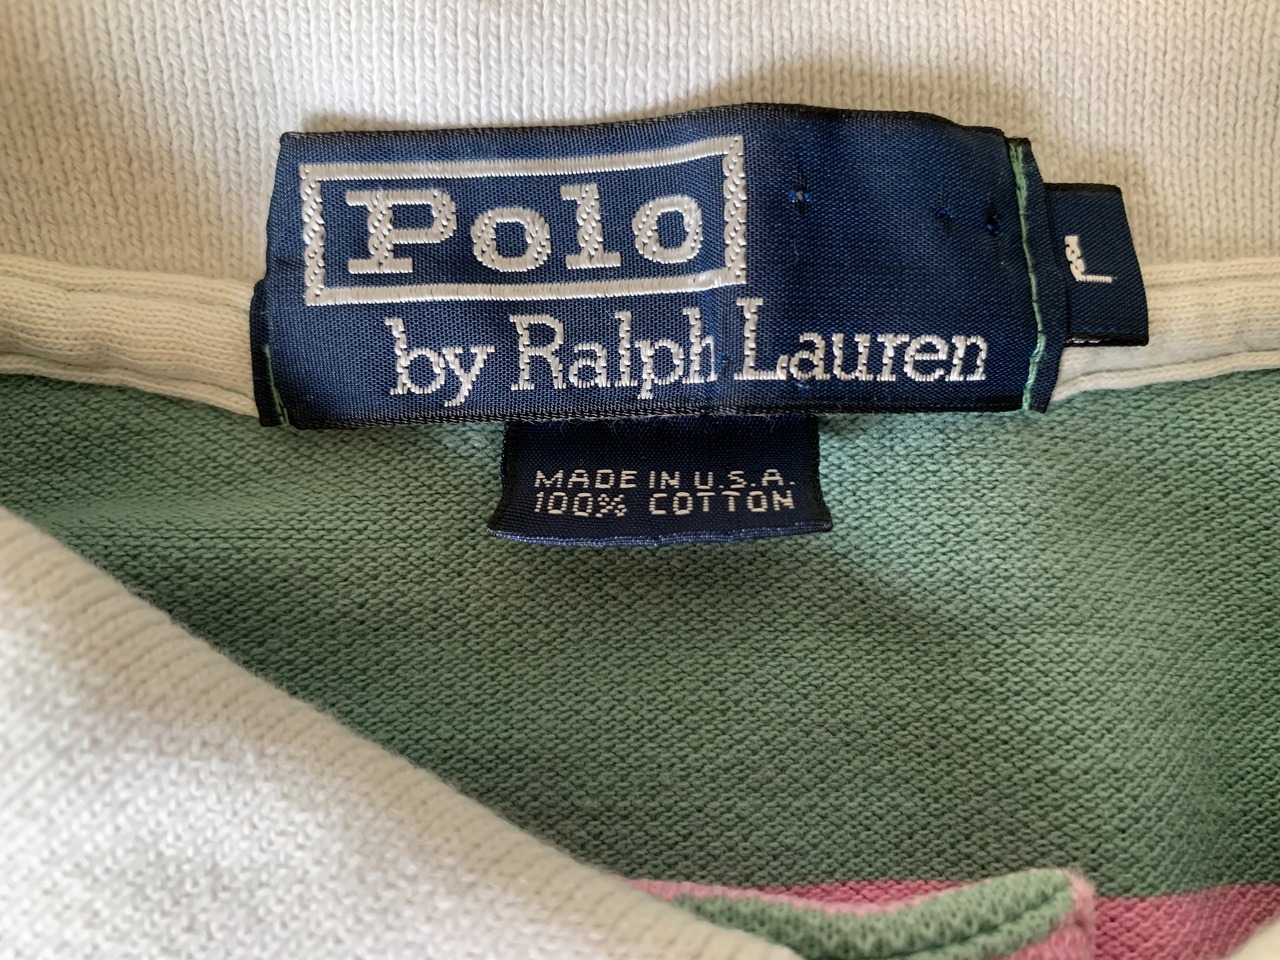 Polo
by Ralph Lauren
L
MADE IN U.S.A.
100% COTTON